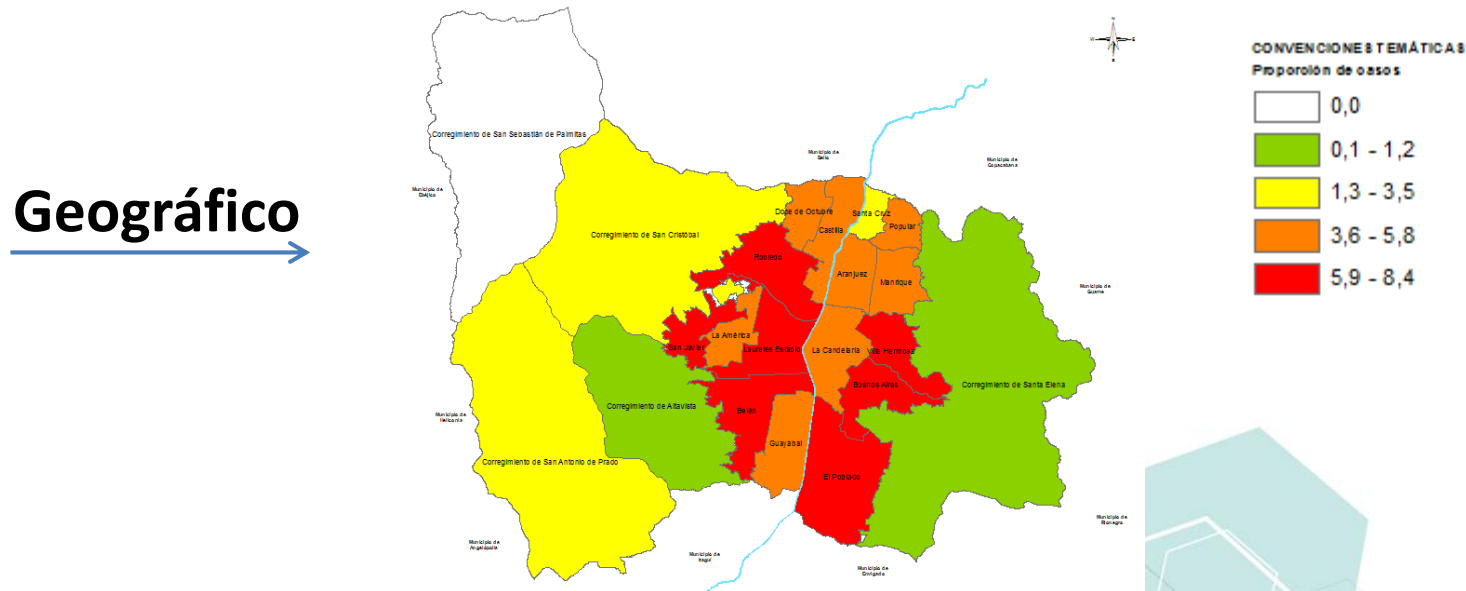 Geográfico
N
W
E
S
CONVENCIONES TEMÁTICAS
Proporción de casos
0,0
0,1 - 1,2
1,3 - 3,5
3,6 - 5,8
5,9 - 8,4
Corregimiento de San Sebastián de Palmitas
Municipio de
Bello
Municipio de
Copacabana
Municipio de
Ebéjico
Doce de Octubre
Santa Cruz
Castilla
Popular
Corregimiento de San Cristóbal
Robledo
Aranjuez
Manrique
Municipio de
Guarne
La América
San Javier
Laureles Estadio
La Candelaria
Villa Hermosa
Buenos Aires
Corregimiento de Santa Elena
Corregimiento de Altavista
Belén
Municipio de
Heliconia
Guayabal
Corregimiento de San Antonio de Prado
El Poblado
Municipio de
Rionegro
Municipio de
Angelópolis
Municipio de
Itagüí
Municipio de
Envigado